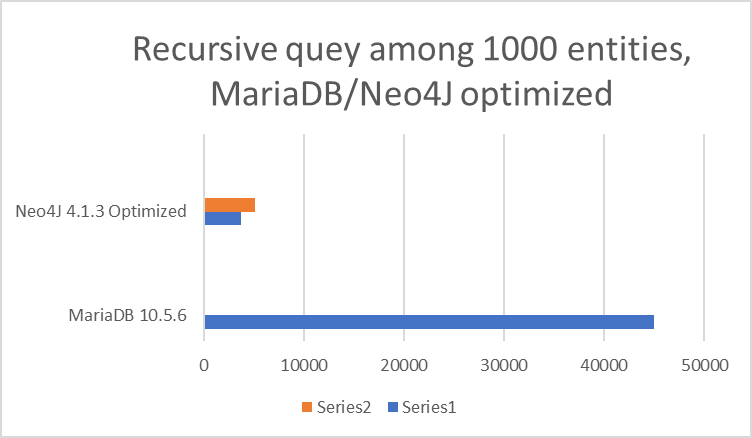 Recursive quey among 1000 entities,
MariaDB/Neo4J optimized
Neo4J 4.1.3 Optimized
MariaDB 10.5.6
0 10000 20000 30000 40000 50000
Series2 Series1